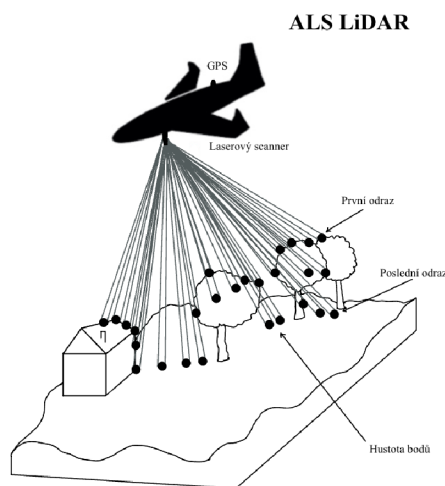 ALS LiDAR
GPS
Laserový scanner
První odraz
Poslední odraz
Hustota bodů